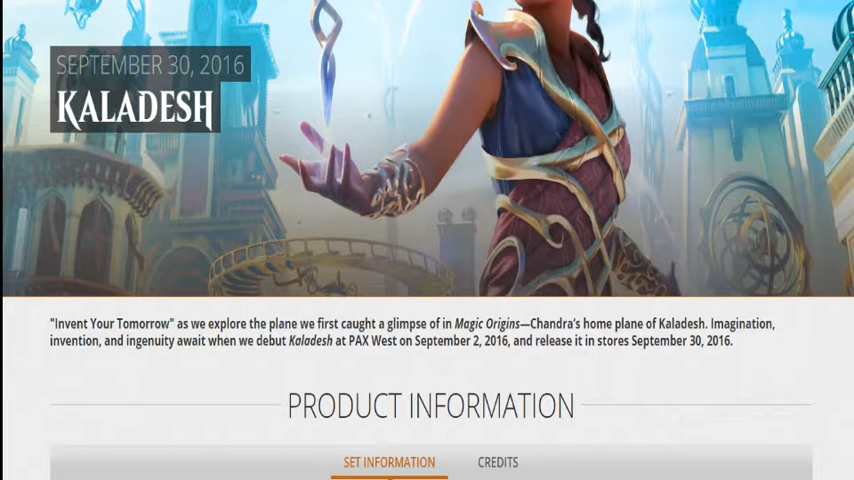 SEPTEMBER 30, 2016
KALADESH
"Invent Your Tomorrow" as we explore the plane we first caught a glimpse of in Magic Origins—Chandra's home plane of Kaladesh. Imagination,
invention, and ingenuity await when we debut Kaladesh at PAX West on September 2, 2016, and release it in stores September 30, 2016.
PRODUCT INFORMATION
SET INFORMATION
CREDITS